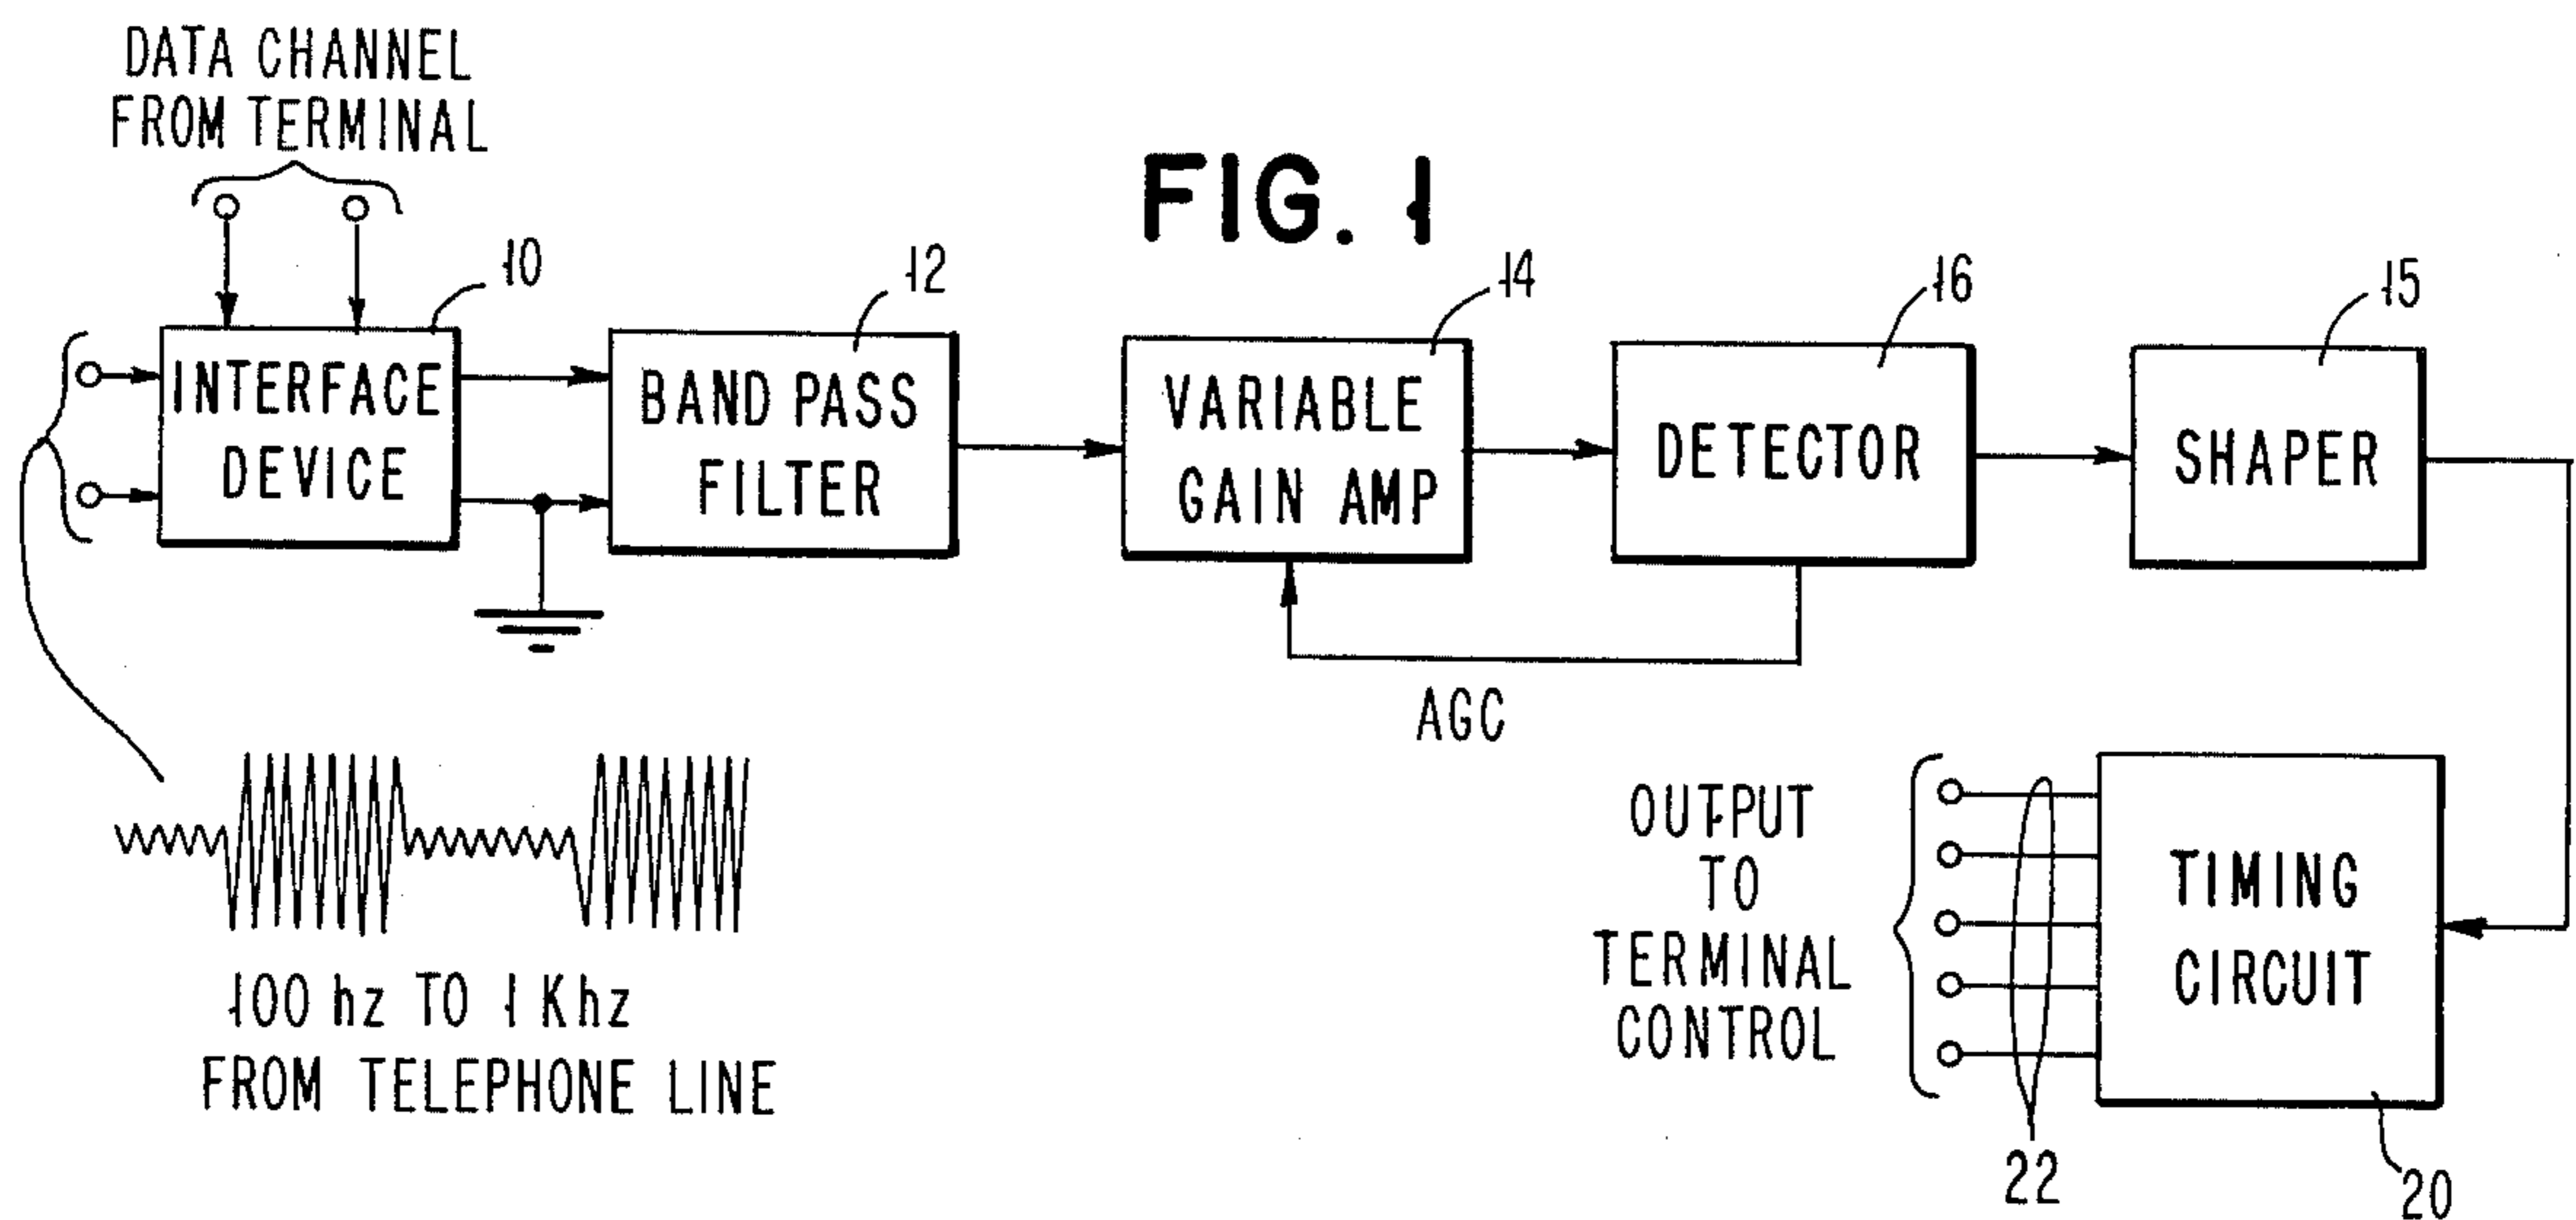 DATA CHANNEL
FROM TERMINAL
FIG. 1
10
12
14
16
15
INTERFACE
DEVICE
BAND PASS
FILTER
VARIABLE
GAIN AMP
DETECTOR
SHAPER
AGC
100 hz TO 1 Khz
FROM TELEPHONE LINE
OUTPUT
TO
TERMINAL
CONTROL
TIMING
CIRCUIT
22
20